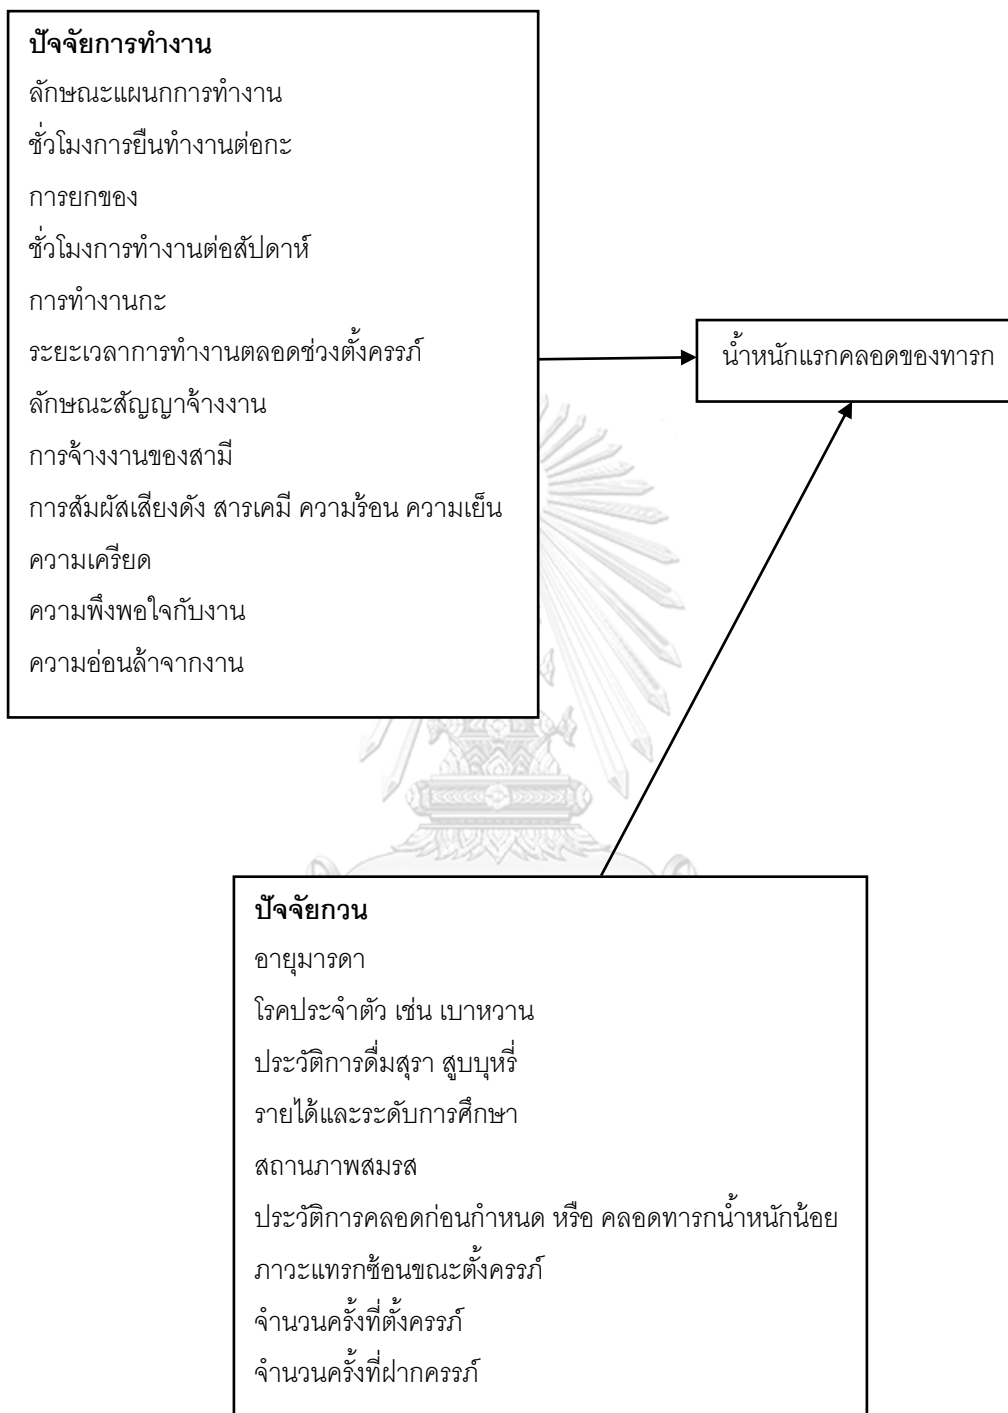 ปัจจัยการทำงาน
ลักษณะแผนกการทำงาน
ชั่วโมงการยืนทำงานต่อกะ
การยกของ
ชั่วโมงการทำงานต่อสัปดาห์
การทำงานกะ
ระยะเวลาการทำงานตลอดช่วงตั้งครรภ์
ลักษณะสัญญาจ้างงาน
การจ้างงานของสามี
การสัมผัสเสียงดัง สารเคมี ความร้อน ความเย็น
ความเครียด
ความพึงพอใจกับงาน
ความอ่อนล้าจากงาน
น้ำหนักแรกคลอดของทารก
ปัจจัยกวน
อายุมารดา
โรคประจำตัว เช่น เบาหวาน
ประวัติการดื่มสุรา สูบบุหรี่
รายได้และระดับการศึกษา
สถานภาพสมรส
ประวัติการคลอดก่อนกำหนด หรือ คลอดทารกน้ำหนักน้อย
ภาวะแทรกซ้อนขณะตั้งครรภ์
จำนวนครั้งที่ตั้งครรภ์
จำนวนครั้งที่ฝากครรภ์